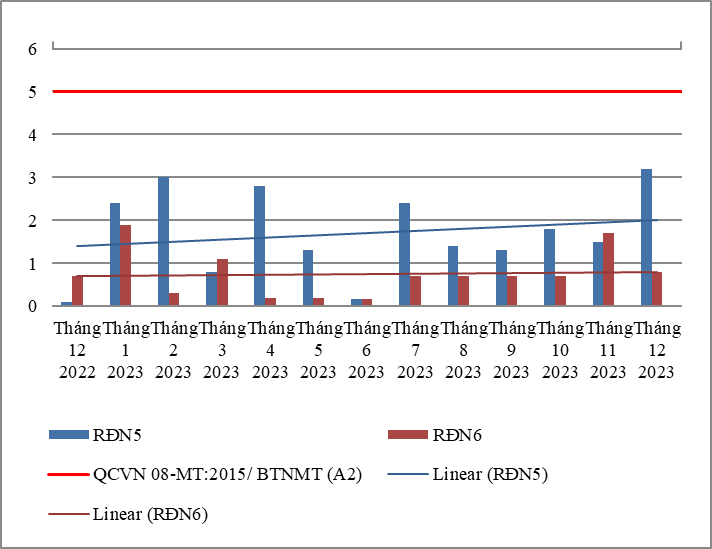 6
5
4
3
2
1
0
Tháng Tháng Tháng Tháng Tháng Tháng Tháng Tháng Tháng Tháng Tháng Tháng Tháng
12 1 2 3 4 5 6 7 8 9 10 11 12
2022 2023 2023 2023 2023 2023 2023 2023 2023 2023 2023 2023 2023
RĐN5 RĐN6
QCVN 08-MT:2015/ BTNMT (A2) Linear (RĐN5)
Linear (RĐN6)